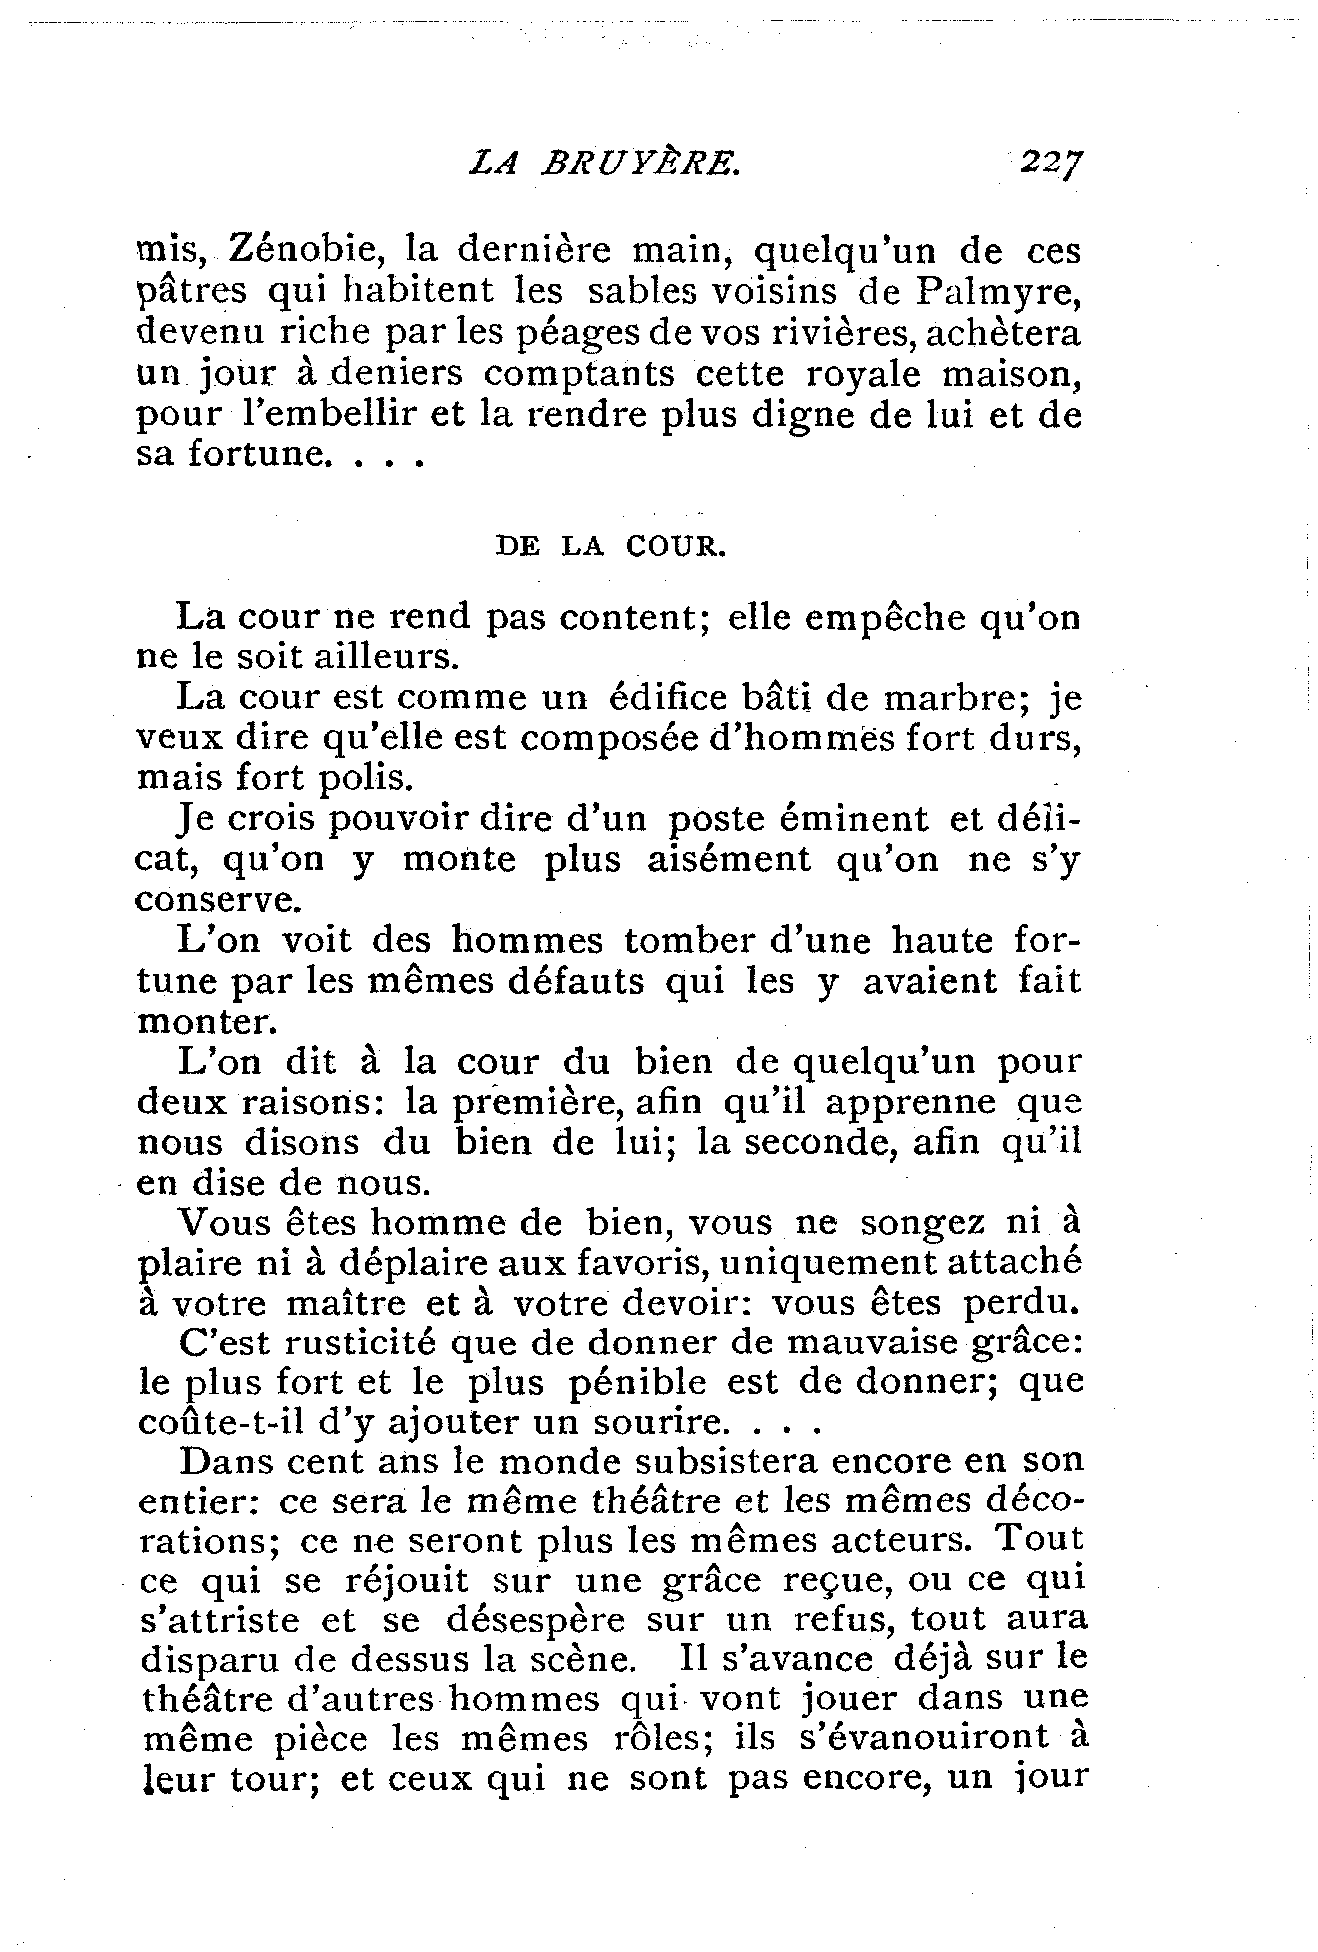 LA BRUYÈRE. 227
mis, Zénobie, la dernière main, quelqu'un de ces
pâtres qui habitent les sables voisins de Palmyre,
devenu riche par les péages de vos rivières, achètera
un jour à deniers comptants cette royale maison,
pour l'embellir et la rendre plus digne de lui et de
sa fortune. . . .
DE LA COUR.
La cour ne rend pas content; elle empêche qu'on
ne le soit ailleurs.
La cour est comme un édifice bâti de marbre; je
veux dire qu'elle est composée d'hommes fort durs,
mais fort polis.
Je crois pouvoir dire d'un poste éminent et déli-
cat, qu'on y monte plus aisément qu'on ne s'y
conserve.
L'on voit des hommes tomber d'une haute for-
tune par les mêmes défauts qui les y avaient fait
monter.
L'on dit à la cour du bien de quelqu'un pour
deux raisons: la première, afin qu'il apprenne que
nous disons du bien de lui; la seconde, afin qu'il
en dise de nous.
Vous êtes homme de bien, vous ne songez ni à
plaire ni à déplaire aux favoris, uniquement attaché
à votre maître et à votre devoir: vous êtes perdu.
C'est rusticité que de donner de mauvaise grâce:
le plus fort et le plus pénible est de donner; que
coûte-t-il d'y ajouter un sourire. . . .
Dans cent ans le monde subsistera encore en son
entier: ce sera le même théâtre et les mêmes déco-
rations; ce ne seront plus les mêmes acteurs. Tout
ce qui se réjouit sur une grâce reçue, ou ce qui
s'attriste et se désespère sur un refus, tout aura
disparu de dessus la scène. Il s'avance déjà sur le
théâtre d'autres hommes qui vont jouer dans une
même pièce les mêmes rôles; ils s'évanouiront à
leur tour; et ceux qui ne sont pas encore, un jour